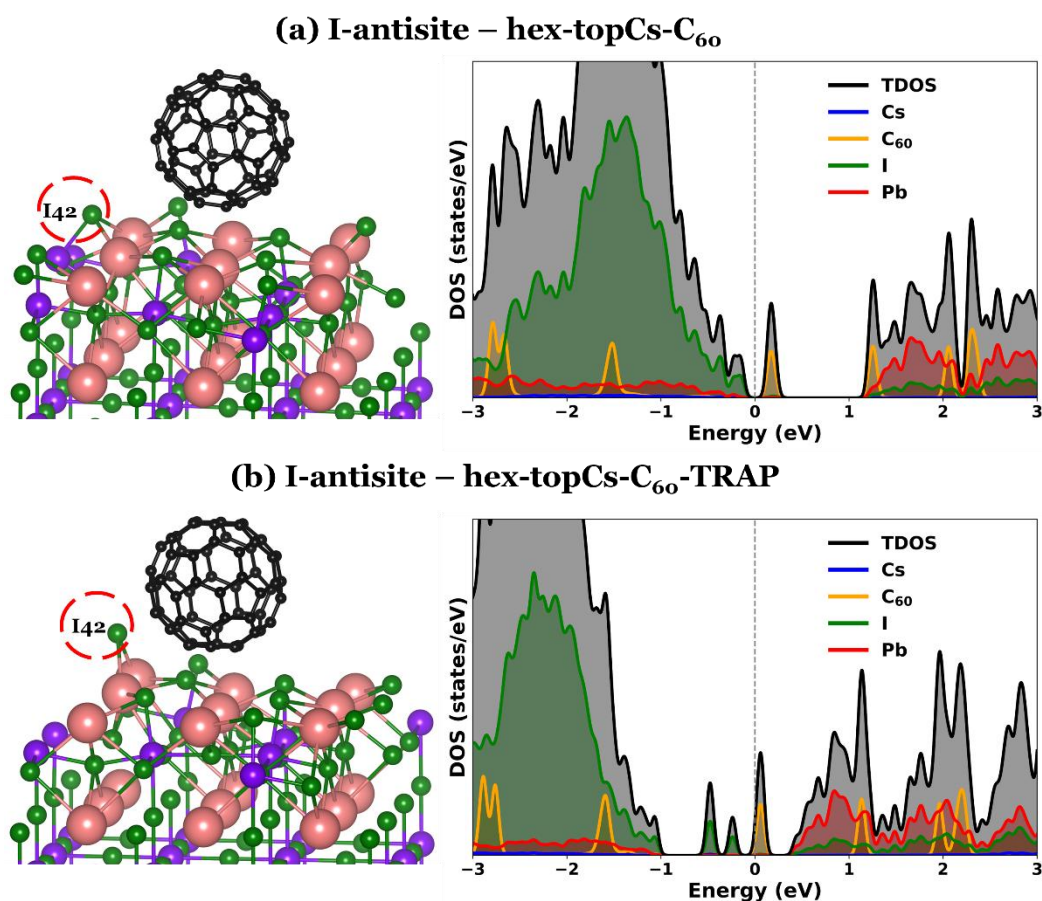 (a) I-antisite – hex-topCs-C₆₀
I42
DOS (states/eV)
TDOS
Cs
C₆₀
I
Pb
−3 −2 −1 0 1 2 3
Energy (eV)
(b) I-antisite – hex-topCs-C₆₀-TRAP
I42
DOS (states/eV)
TDOS
Cs
C₆₀
I
Pb
−3 −2 −1 0 1 2 3
Energy (eV)